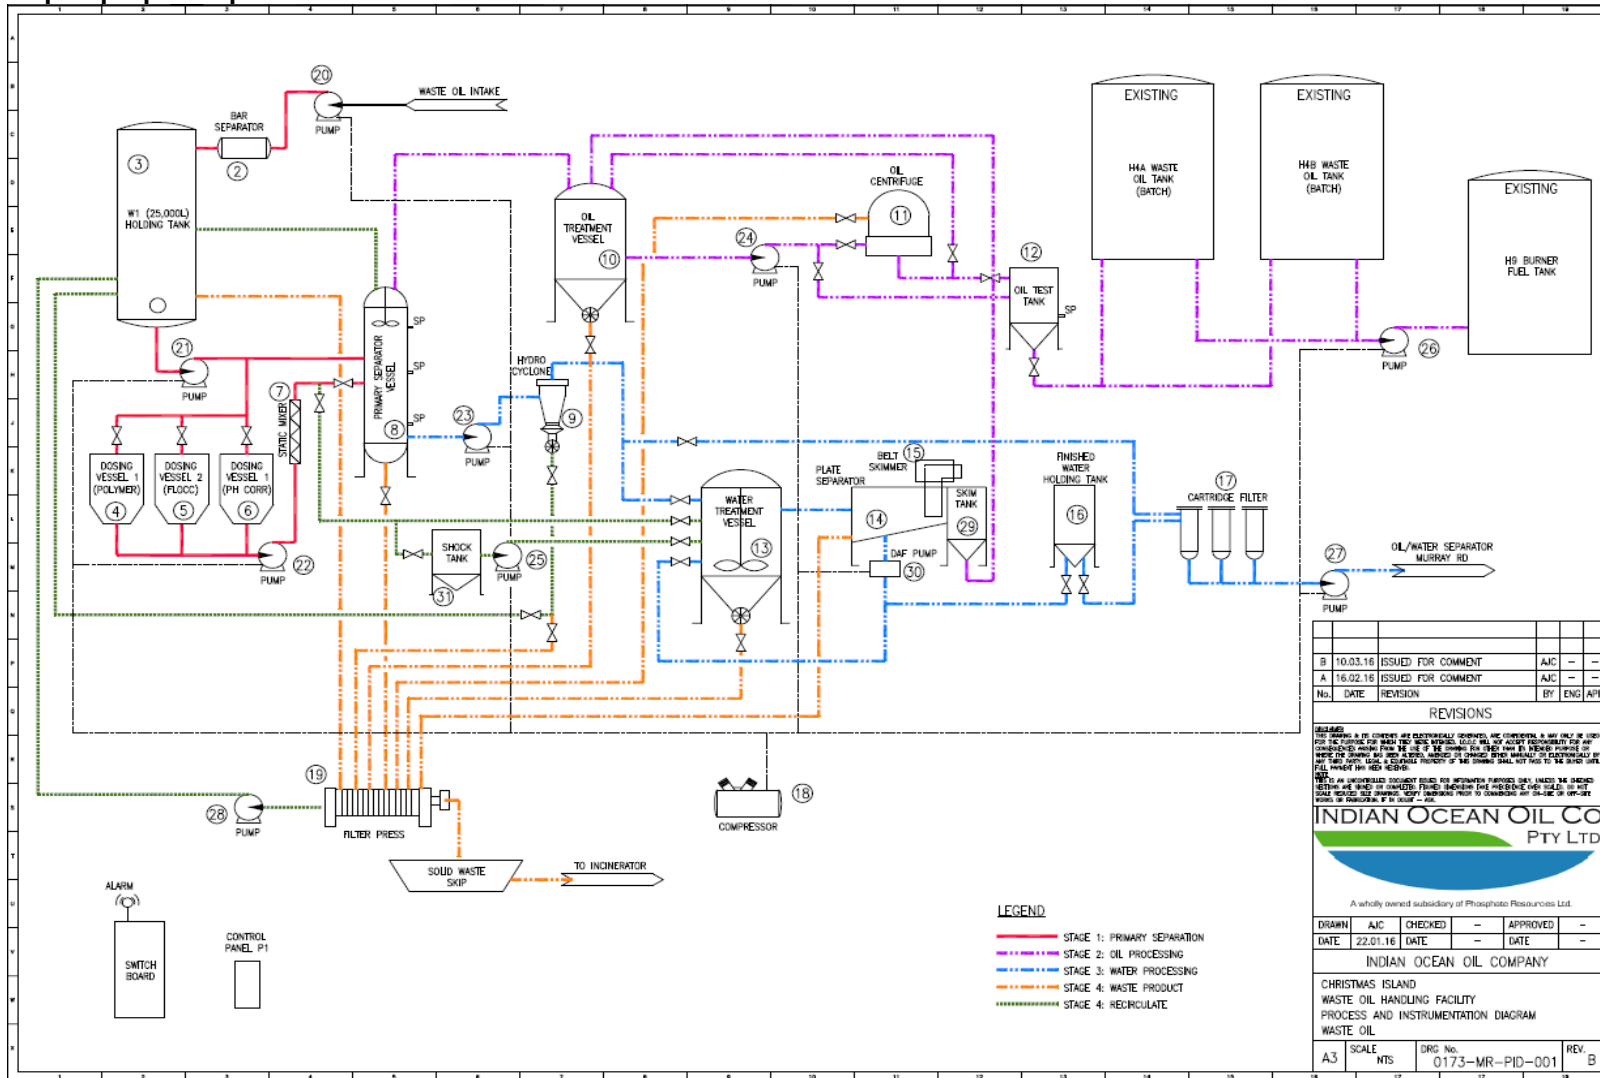 20
WASTE OIL INTAKE
PUMP
BAR
SEPARATOR
2
3
W1 (25,000L)
HOLDING TANK
EXISTING
H4A WASTE
OIL TANK
(BATCH)
EXISTING
H4B WASTE
OIL TANK
(BATCH)
EXISTING
H9 BURNER
FUEL TANK
OIL
CENTRIFUGE
11
OIL
TREATMENT
VESSEL
10
24
PUMP
12
OIL TEST
TANK
SP
26
PUMP
21
PUMP
7
STATIC MIXER
PRIMARY SEPARATOR
VESSEL
8
SP
SP
SP
HYDRO
CYCLONE
9
23
PUMP
DOSING
VESSEL 1
(POLYMER)
4
DOSING
VESSEL 2
(FLOCC)
5
DOSING
VESSEL 1
(PH CORR)
6
22
PUMP
SHOCK
TANK
31
25
PUMP
WATER
TREATMENT
VESSEL
13
PLATE
SEPARATOR
14
BELT
SKIMMER
15
SKIM
TANK
29
DAF PUMP
30
FINISHED
WATER
HOLDING TANK
16
17
CARTRIDGE FILTER
27
PUMP
OIL/WATER SEPARATOR
MURRAY RD
19
FILTER PRESS
28
PUMP
18
COMPRESSOR
SOLID WASTE
SKIP
TO INCINERATOR
ALARM
SWITCH
BOARD
CONTROL
PANEL P1
LEGEND
STAGE 1: PRIMARY SEPARATION
STAGE 2: OIL PROCESSING
STAGE 3: WATER PROCESSING
STAGE 4: WASTE PRODUCT
STAGE 4: RECIRCULATE
B 10.03.16 ISSUED FOR COMMENT AJC - -
A 16.02.16 ISSUED FOR COMMENT AJC - -
No. DATE REVISION BY ENG AP
REVISIONS
INDIAN OCEAN OIL CO
PTY LTD
A wholly owned subsidiary of Phosphate Resources Ltd.
DRAWN AJC CHECKED - APPROVED -
DATE 22.01.16 DATE - DATE -
INDIAN OCEAN OIL COMPANY
CHRISTMAS ISLAND
WASTE OIL HANDLING FACILITY
PROCESS AND INSTRUMENTATION DIAGRAM
WASTE OIL
A3 SCALE NTS DRG No. 0173-MR-PID-001 REV. B